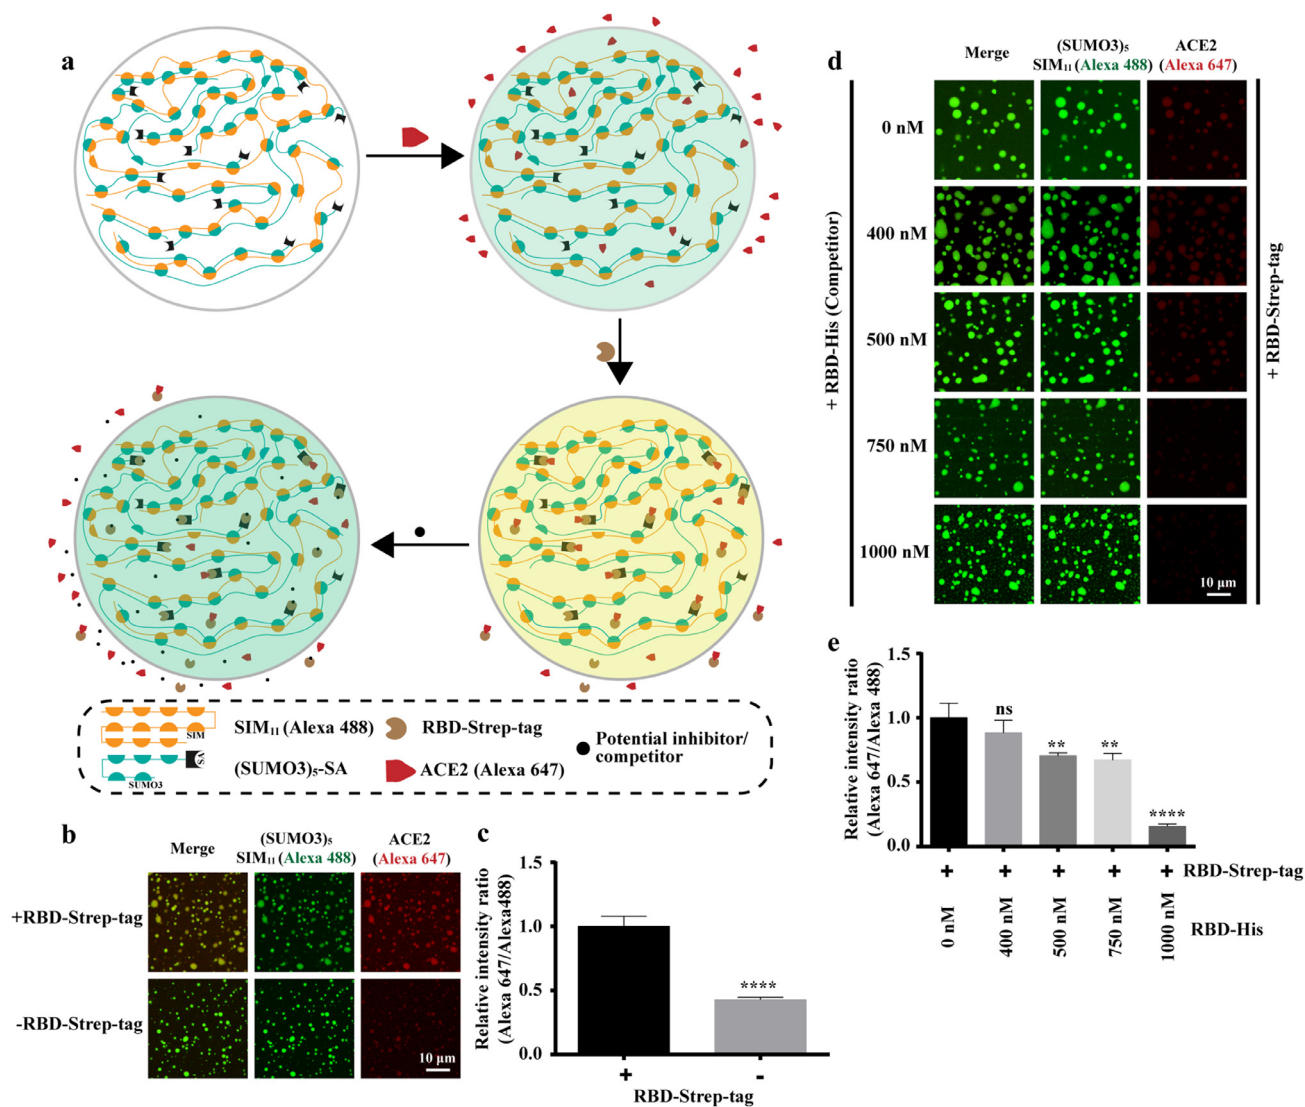 a
SIM₁₁ (Alexa 488)
RBD-Strep-tag
Potential inhibitor/
competitor
SIM
SA
(SUMO3)₅-SA
ACE2 (Alexa 647)
SUMO3
b
Merge
(SUMO3)₅
SIM₁₁ (Alexa 488)
ACE2
(Alexa 647)
+RBD-Strep-tag
-RBD-Strep-tag
10 µm
c
Relative intensity ratio
(Alexa 647/Alexa488)
1.5
1.0
0.5
0.0
****
+
-
RBD-Strep-tag
d
Merge
(SUMO3)₅
SIM₁₁ (Alexa 488)
ACE2
(Alexa 647)
+ RBD-His (Competitor)
0 nM
400 nM
500 nM
750 nM
1000 nM
10 µm
+ RBD-Strep-tag
e
Relative intensity ratio
(Alexa 647/Alexa 488)
1.5
1.0
0.5
0.0
ns
**
**
****
+ + + + + RBD-Strep-tag
0 nM
400 nM
500 nM
750 nM
1000 nM
RBD-His